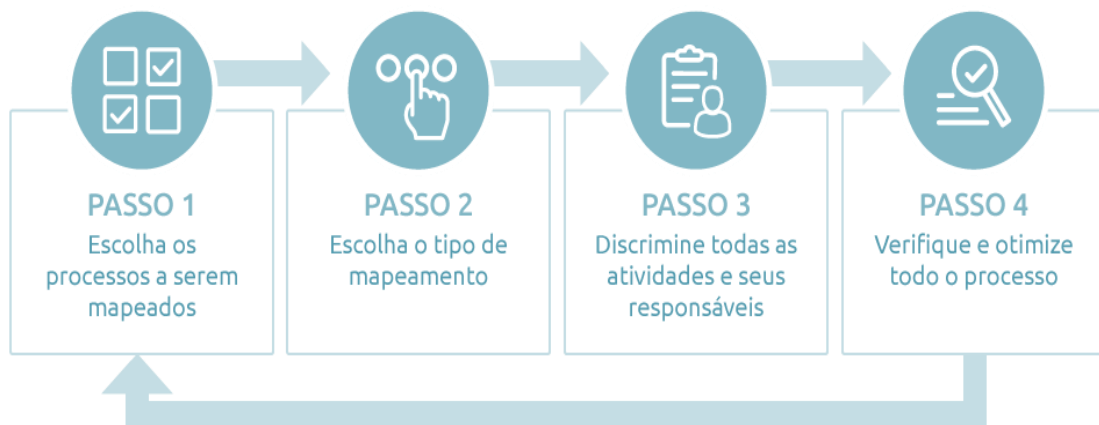 PASSO 1
Escolha os
processos a serem
mapeados
PASSO 2
Escolha o tipo de
mapeamento
PASSO 3
Discrimine todas as
atividades e seus
responsáveis
PASSO 4
Verifique e otimize
todo o processo